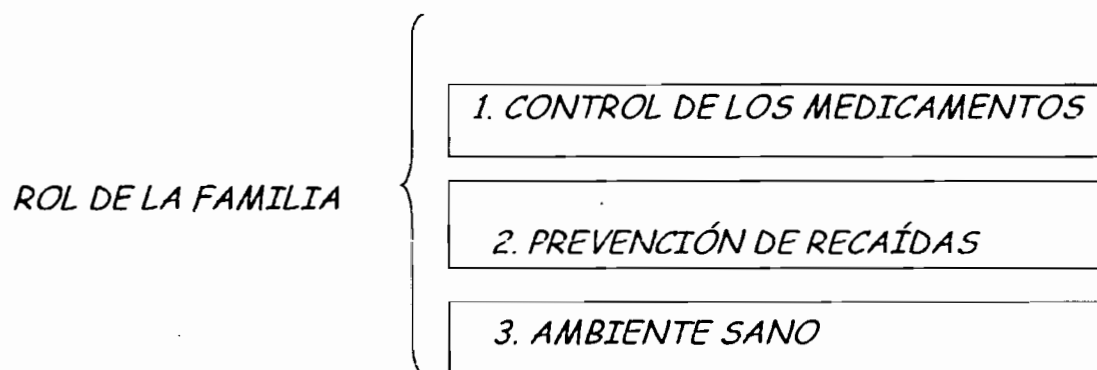 ROL DE LA FAMILIA
1. CONTROL DE LOS MEDICAMENTOS
2. PREVENCIÓN DE RECAÍDAS
3. AMBIENTE SANO